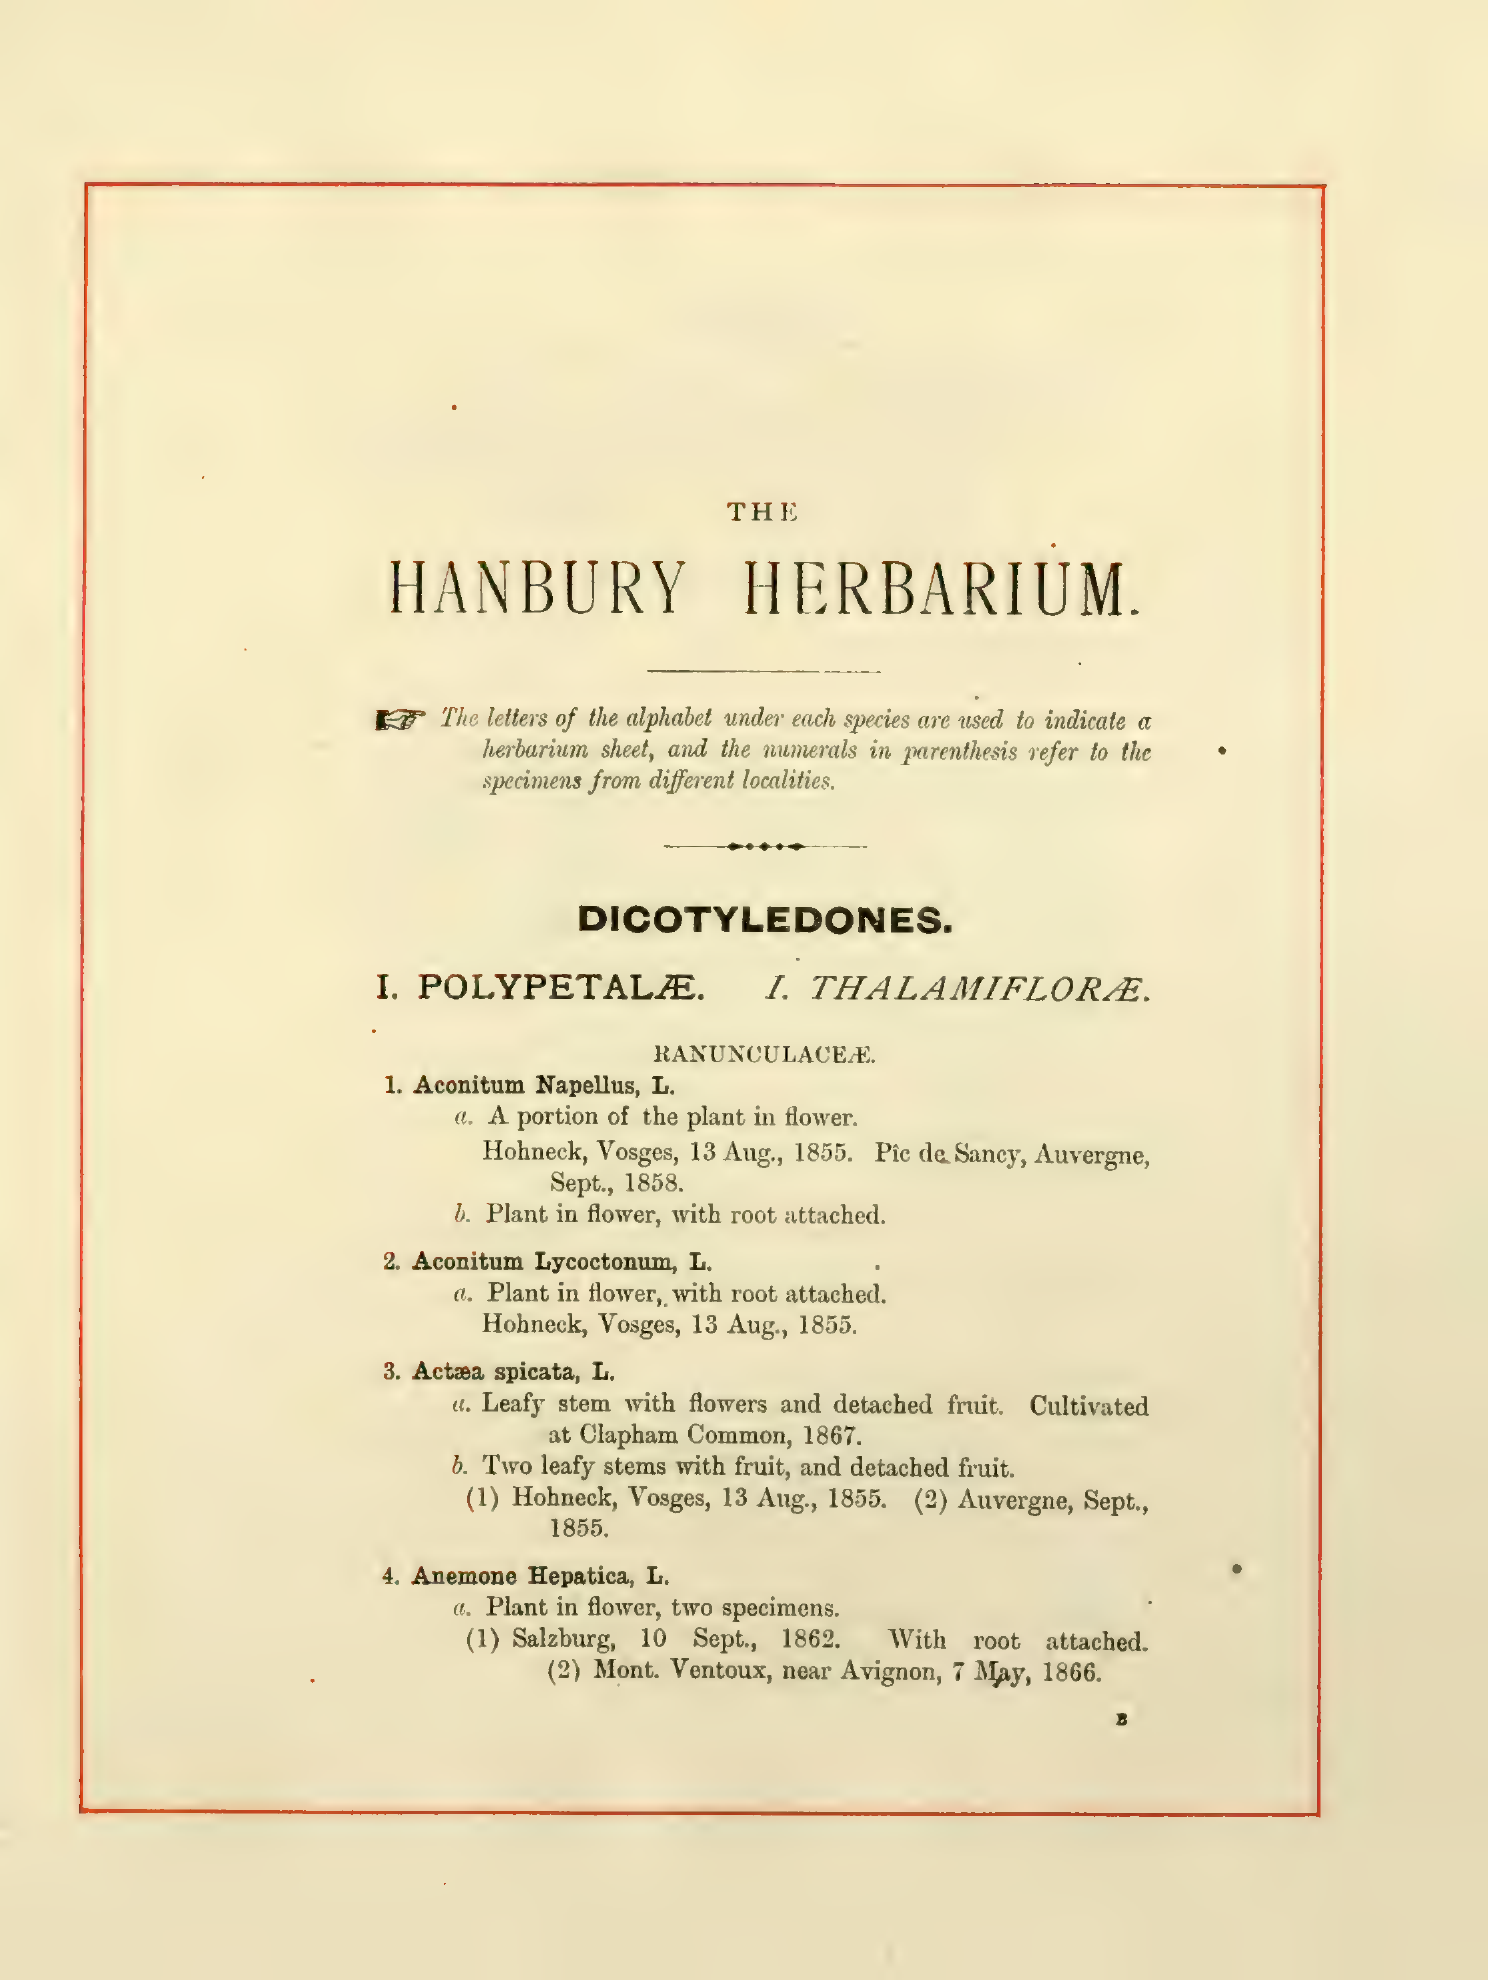 THE
HANBURY HERBARIUM.
☞ The letters of the alphabet under each species are used to indicate a
herbarium sheet, and the numerals in parenthesis refer to the
specimens from different localities.
DICOTYLEDONES.
I. POLYPETALÆ. I. THALAMIFLORÆ.
RANUNCULACEÆ.
1. Aconitum Napellus, L.
a. A portion of the plant in flower.
Hohneck, Vosges, 13 Aug., 1855. Pîc de Sancy, Auvergne,
Sept., 1858.
b. Plant in flower, with root attached.
2. Aconitum Lycoctonum, L.
a. Plant in flower, with root attached.
Hohneck, Vosges, 13 Aug., 1855.
3. Actæa spicata, L.
a. Leafy stem with flowers and detached fruit. Cultivated
at Clapham Common, 1867.
b. Two leafy stems with fruit, and detached fruit.
(1) Hohneck, Vosges, 13 Aug., 1855. (2) Auvergne, Sept.,
1855.
4. Anemone Hepatica, L.
a. Plant in flower, two specimens.
(1) Salzburg, 10 Sept., 1862. With root attached.
(2) Mont. Ventoux, near Avignon, 7 May, 1866.
B